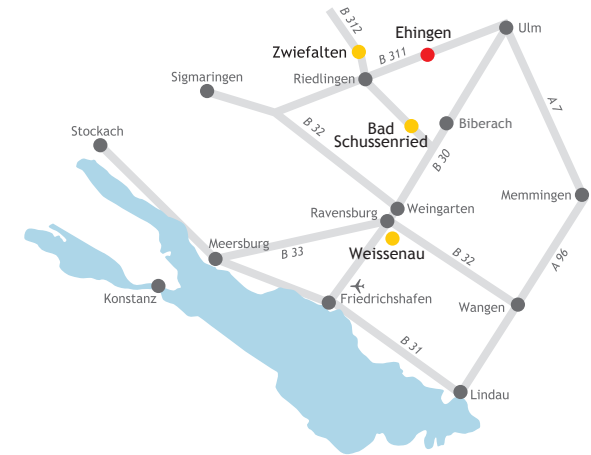 B 312
Ehingen
Ulm
Zwiefalten
B 311
Sigmaringen
Riedlingen
A 7
B 32
Bad
Schussenried
Biberach
Stockach
B 30
Memmingen
Ravensburg
Weingarten
Meersburg
B 33
Weissenau
B 32
A 96
Konstanz
Friedrichshafen
Wangen
B 31
Lindau